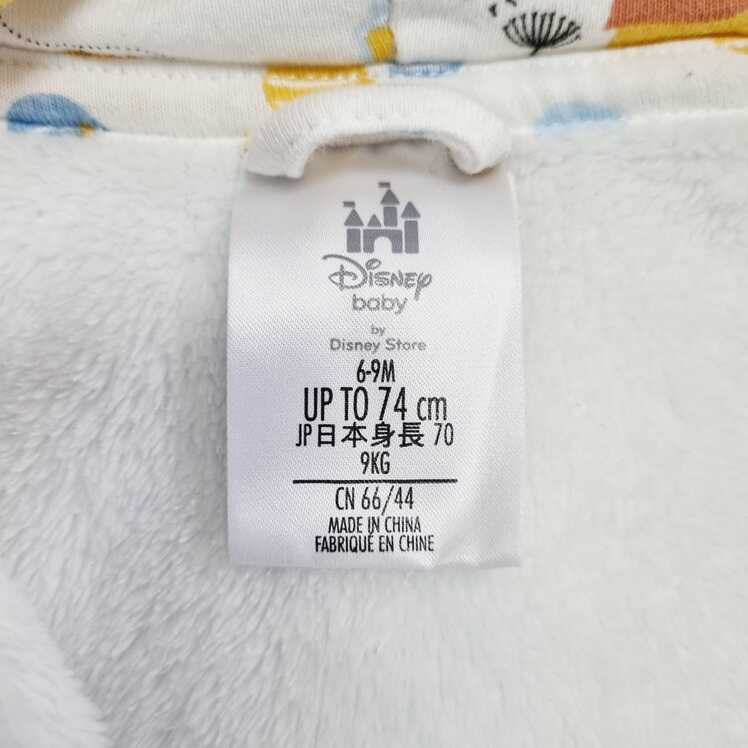 Disney
baby
by
Disney Store
6-9M
UP TO 74 cm
JP日本身長 70
9KG
CN 66/44
MADE IN CHINA
FABRIQUÉ EN CHINE